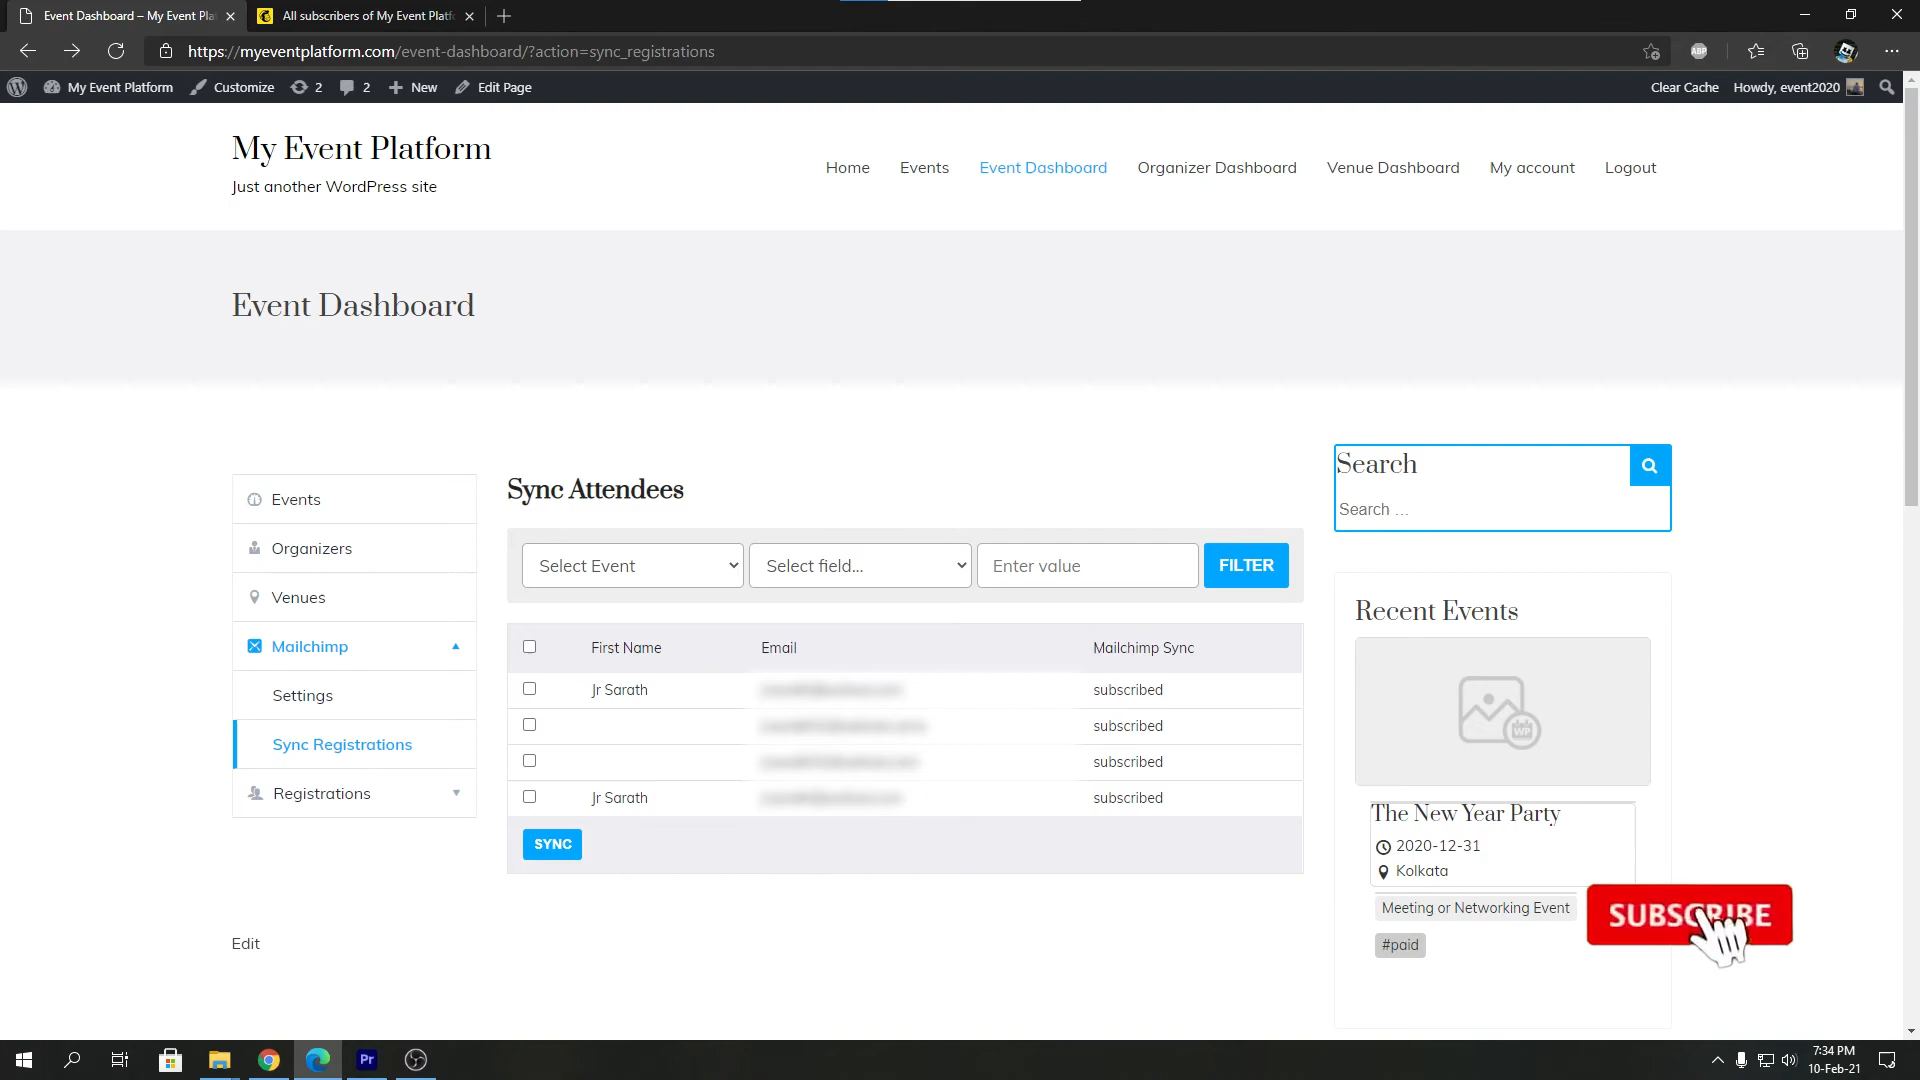 Event Dashboard – My Event Pla
All subscribers of My Event Platfo
https://myeventplatform.com/event-dashboard/?action=sync_registrations
ABP
My Event Platform
Customize
2
2
New
Edit Page
Clear Cache
Howdy, event2020
My Event Platform
Just another WordPress site
Home
Events
Event Dashboard
Organizer Dashboard
Venue Dashboard
My account
Logout
Event Dashboard
Events
Organizers
Venues
Mailchimp
Settings
Sync Registrations
Registrations
Sync Attendees
Select Event
Select field...
Enter value
FILTER
First Name
Email
Mailchimp Sync
Jr Sarath
subscribed
subscribed
subscribed
Jr Sarath
subscribed
SYNC
Edit
Search
Search …
Recent Events
WP
The New Year Party
2020-12-31
Kolkata
Meeting or Networking Event
#paid
SUBSCRIBE
Pr
7:34 PM
10-Feb-21